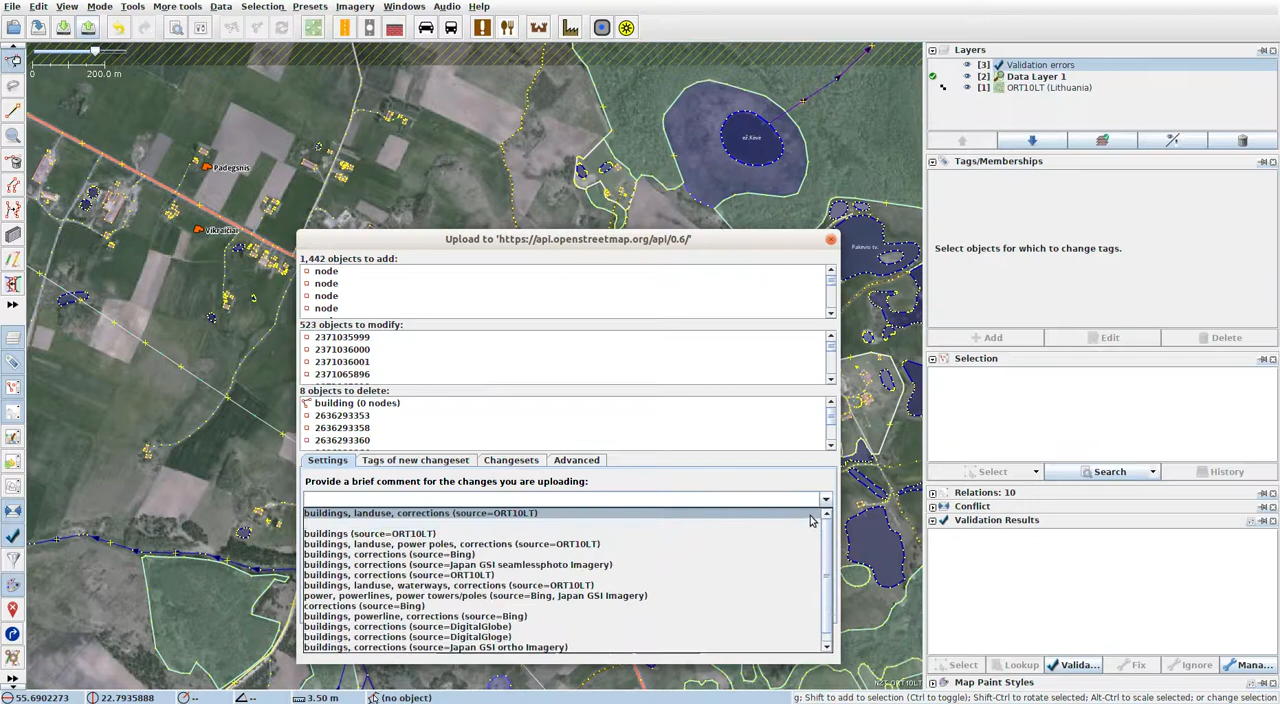 File Edit View Mode Tools More tools Data Selection Presets Imagery Windows Audio Help
0 200.0 m
Padegsnis
Vikraičiai
ež.Kevė
Pakevio tv.
Upload to 'https://api.openstreetmap.org/api/0.6/'
1,442 objects to add:
node
node
node
node
523 objects to modify:
2371035999
2371036000
2371036001
2371065896
8 objects to delete:
building (0 nodes)
2636293353
2636293358
2636293360
Settings Tags of new changeset Changesets Advanced
Provide a brief comment for the changes you are uploading:
buildings, landuse, corrections (source=ORT10LT)
buildings (source=ORT10LT)
buildings, landuse, power poles, corrections (source=ORT10LT)
buildings, corrections (source=Bing)
buildings, corrections (source=Japan GSI seamlessphoto Imagery)
buildings, corrections (source=ORT10LT)
buildings, landuse, waterways, corrections (source=ORT10LT)
power, powerlines, power towers/poles (source=Bing, Japan GSI Imagery)
corrections (source=Bing)
buildings, powerline, corrections (source=Bing)
buildings, corrections (source=DigitalGlobe)
buildings, corrections (source=DigitalGloge)
buildings, corrections (source=Japan GSI ortho Imagery)
Layers
[3] Validation errors
[2] Data Layer 1
[1] ORT10LT (Lithuania)
Tags/Memberships
Select objects for which to change tags.
Add Edit Delete
Selection
Select Search History
Relations: 10
Conflict
Validation Results
Select Lookup Valida... Fix Ignore Mana...
Map Paint Styles
55.6902273 22.7935888 -- -- 3.50 m (no object) g; Shift to add to selection (Ctrl to toggle); Shift-Ctrl to rotate selected; Alt-Ctrl to scale selected; or change selection